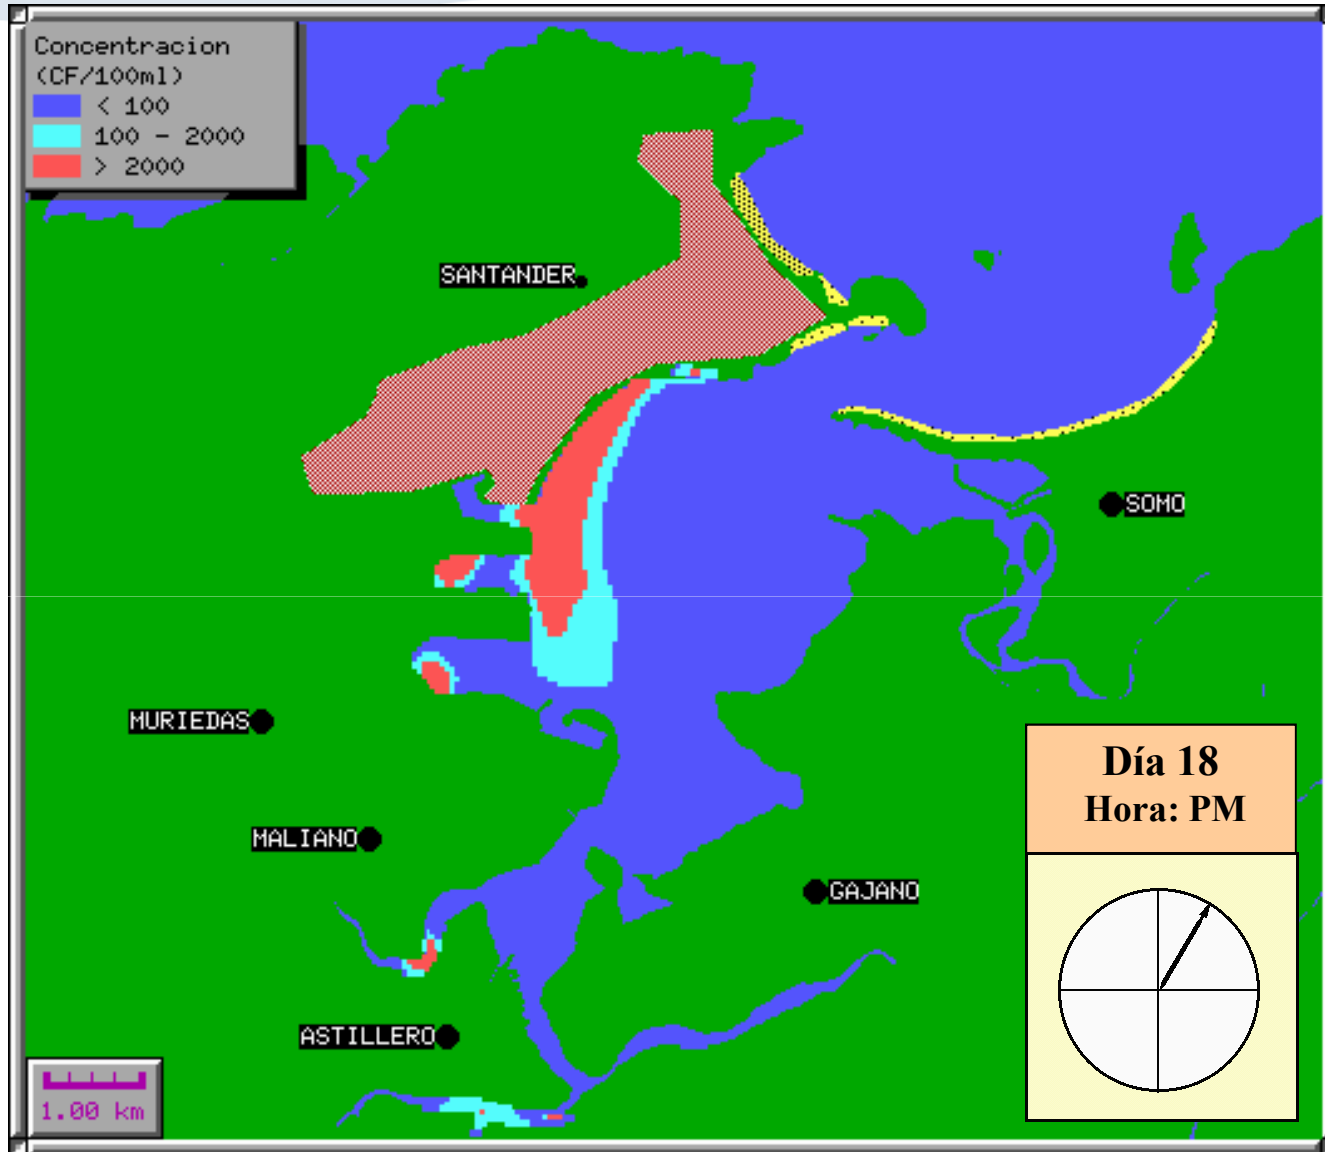 Concentracion
(CF/100ml)
< 100
100 - 2000
> 2000
SANTANDER
SOMO
MURIEDAS
Día 18
Hora: PM
MALIANO
GAJANO
ASTILLERO
1.00 km